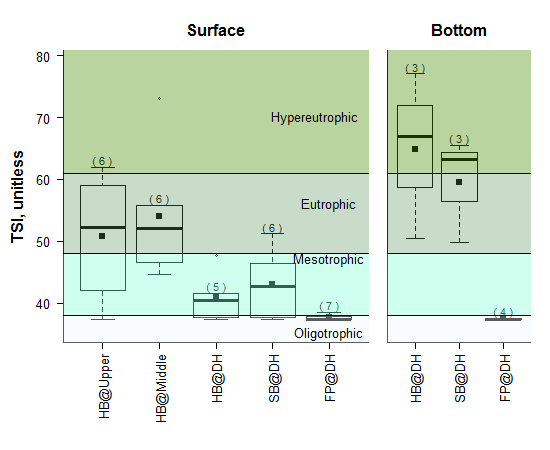 Surface
Bottom
TSI, unitless
80
70
60
50
40
Hypereutrophic
Eutrophic
Mesotrophic
Oligotrophic
( 6 )
( 6 )
( 5 )
( 6 )
( 7 )
( 3 )
( 3 )
( 4 )
HB@Upper
HB@Middle
HB@DH
SB@DH
FP@DH
HB@DH
SB@DH
FP@DH